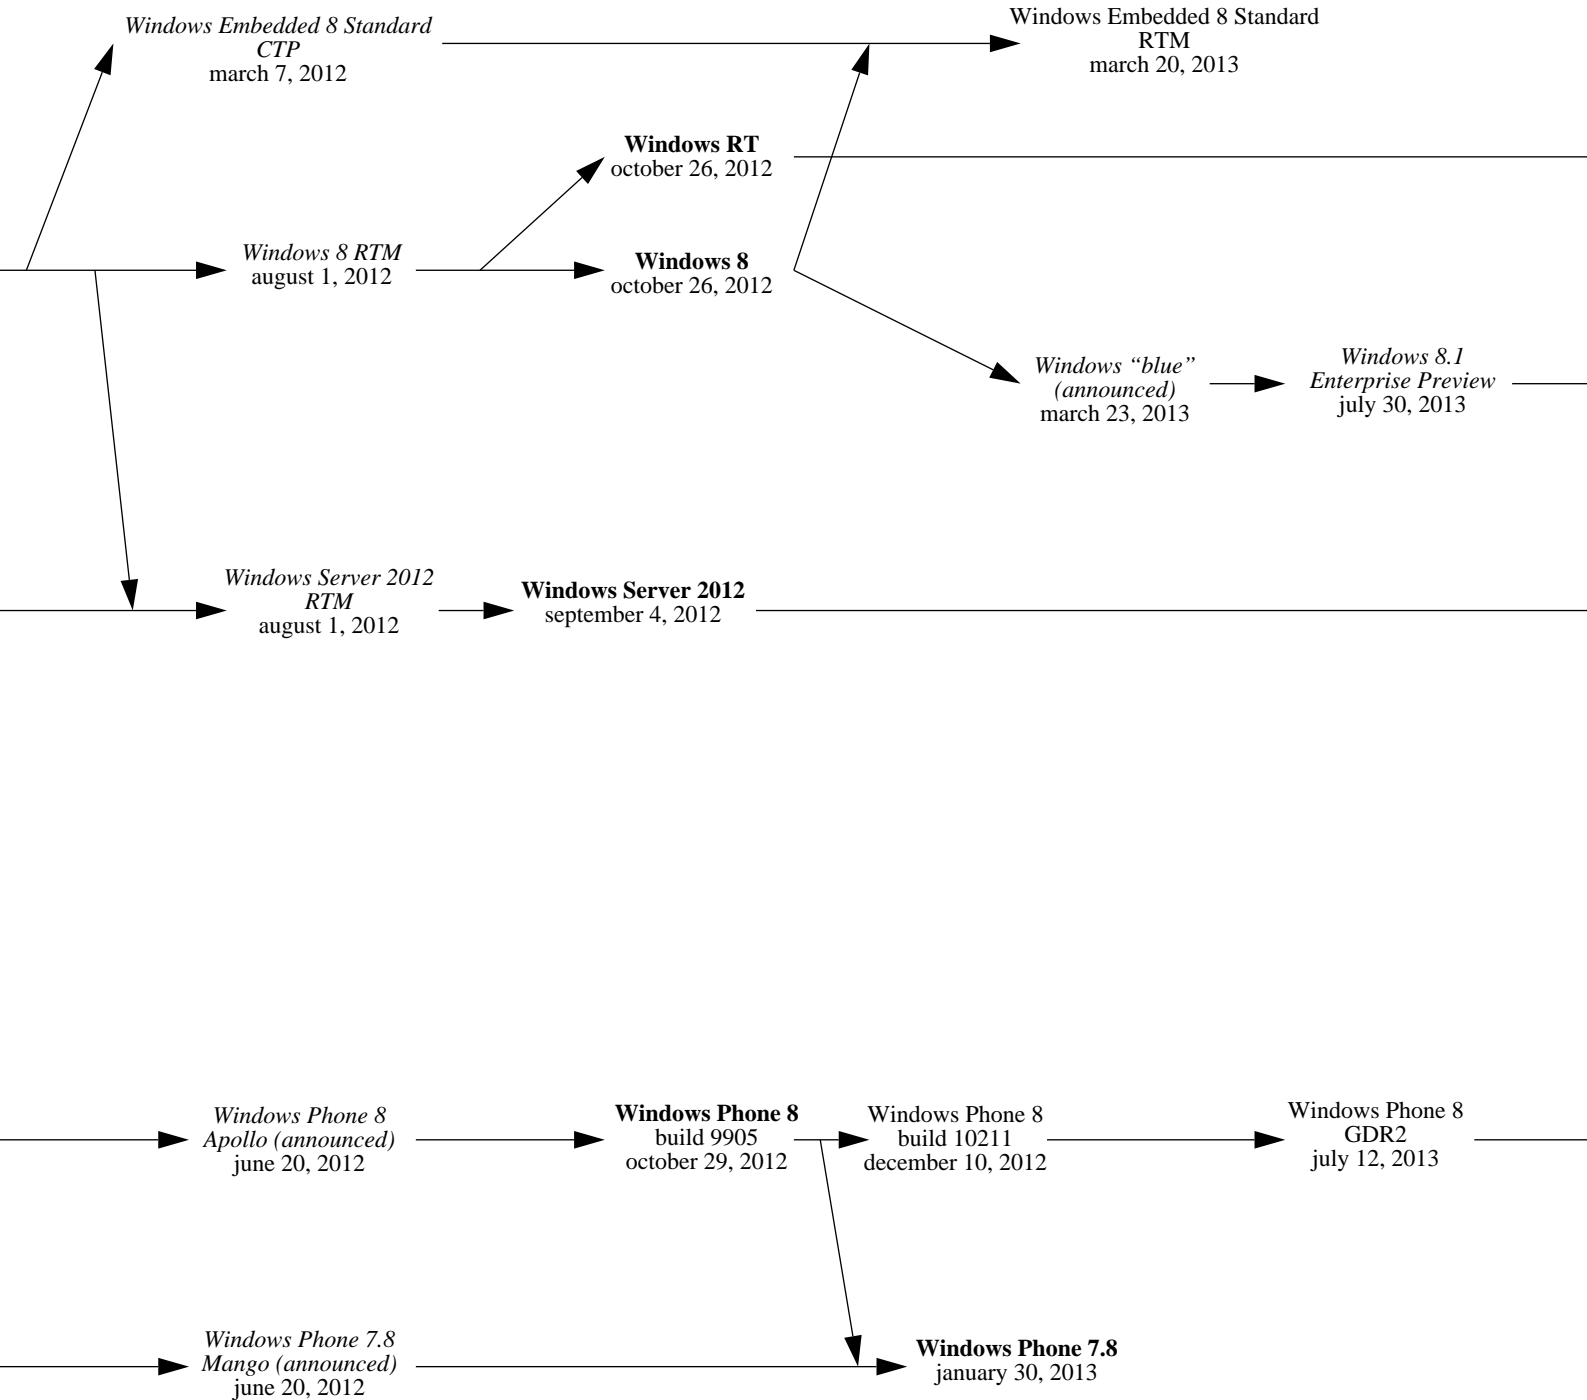 Windows Embedded 8 Standard
CTP
march 7, 2012
Windows Embedded 8 Standard
RTM
march 20, 2013
Windows RT
october 26, 2012
Windows 8 RTM
august 1, 2012
Windows 8
october 26, 2012
Windows “blue”
(announced)
march 23, 2013
Windows 8.1
Enterprise Preview
july 30, 2013
Windows Server 2012
RTM
august 1, 2012
Windows Server 2012
september 4, 2012
Windows Phone 8
Apollo (announced)
june 20, 2012
Windows Phone 8
build 9905
october 29, 2012
Windows Phone 8
build 10211
december 10, 2012
Windows Phone 8
GDR2
july 12, 2013
Windows Phone 7.8
Mango (announced)
june 20, 2012
Windows Phone 7.8
january 30, 2013